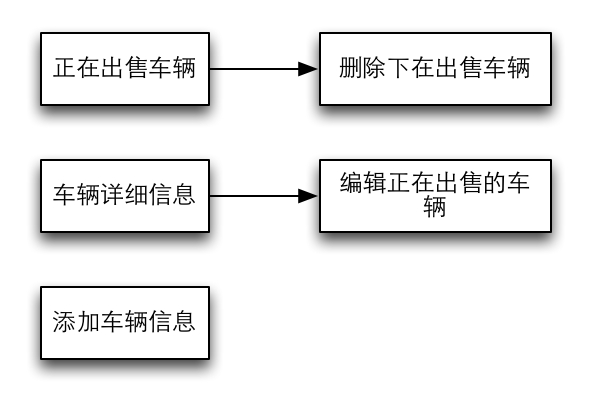 正在出售车辆
删除下在出售车辆
车辆详细信息
编辑正在出售的车
辆
添加车辆信息